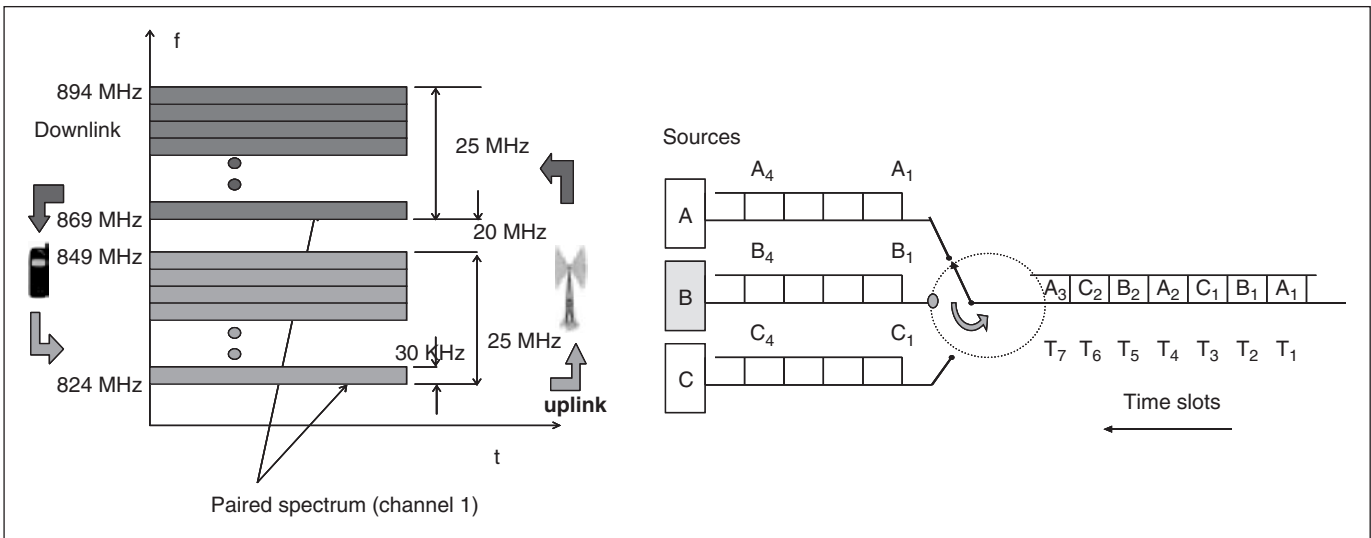 f
894 MHz
Downlink
25 MHz
869 MHz
20 MHz
849 MHz
30 KHz
25 MHz
824 MHz
uplink
t
Paired spectrum (channel 1)
Sources
A₄ A₁
A
B₄ B₁
B
C₄ C₁
C
A₃ C₂ B₂ A₂ C₁ B₁ A₁
T₇ T₆ T₅ T₄ T₃ T₂ T₁
Time slots